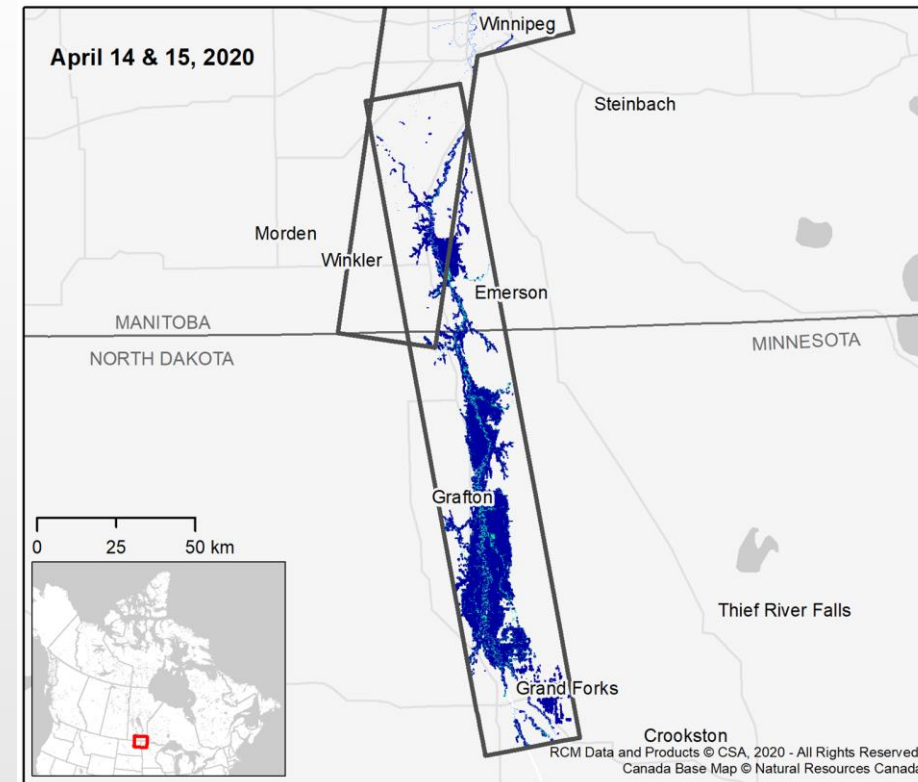 Winnipeg
April 14 & 15, 2020
Steinbach
Morden
Winkler
Emerson
MANITOBA
NORTH DAKOTA
MINNESOTA
Grafton
0 25 50 km
Thief River Falls
Grand Forks
Crookston
RCM Data and Products © CSA, 2020 - All Rights Reserved
Canada Base Map © Natural Resources Canada